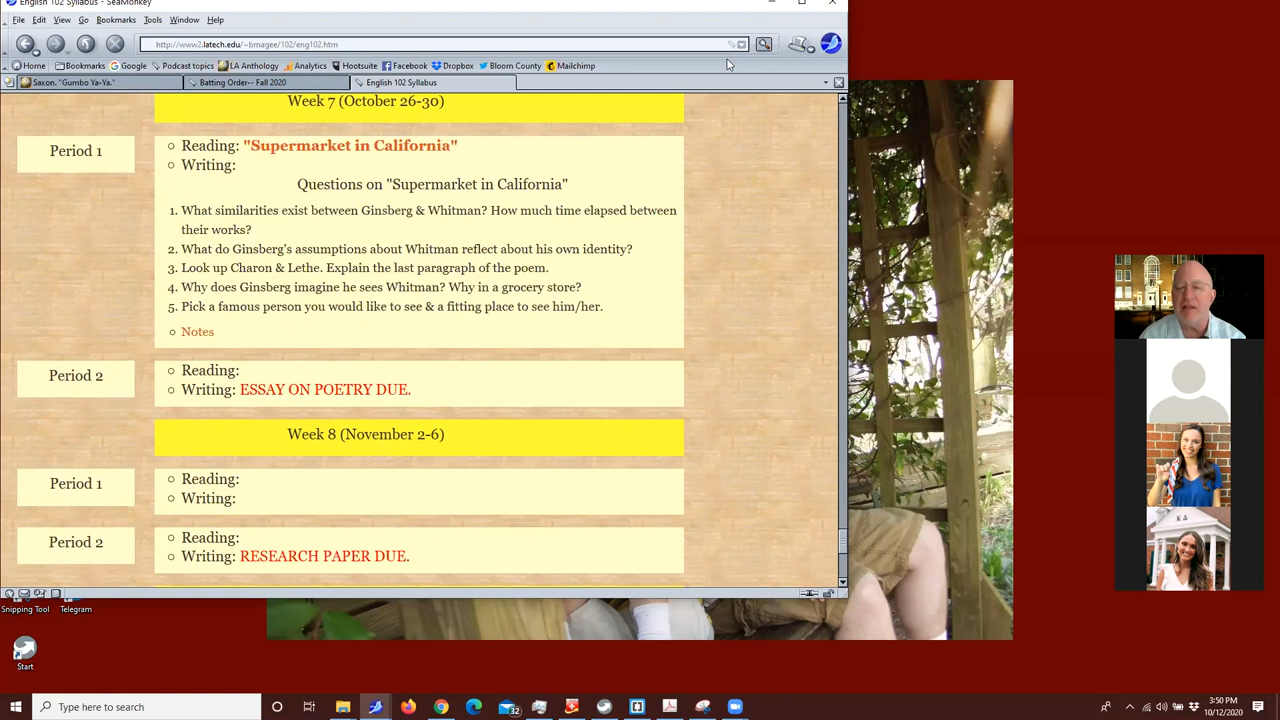 English 102 Syllabus - SeaMonkey
File Edit View Go Bookmarks Tools Window Help
http://www2.latech.edu/~bmagee/102/eng102.htm
Home Bookmarks Google Podcast topics LA Anthology Analytics Hootsuite Facebook Dropbox Bloom County Mailchimp
Saxon. "Gumbo Ya-Ya." Batting Order-- Fall 2020 English 102 Syllabus
Week 7 (October 26-30)
Period 1
Reading: "Supermarket in California"
Writing:
Questions on "Supermarket in California"
1. What similarities exist between Ginsberg & Whitman? How much time elapsed between
their works?
2. What do Ginsberg's assumptions about Whitman reflect about his own identity?
3. Look up Charon & Lethe. Explain the last paragraph of the poem.
4. Why does Ginsberg imagine he sees Whitman? Why in a grocery store?
5. Pick a famous person you would like to see & a fitting place to see him/her.
Notes
Period 2
Reading:
Writing: ESSAY ON POETRY DUE.
Week 8 (November 2-6)
Period 1
Reading:
Writing:
Period 2
Reading:
Writing: RESEARCH PAPER DUE.
Snipping Tool Telegram
Start
Type here to search
32
3:50 PM
10/12/2020